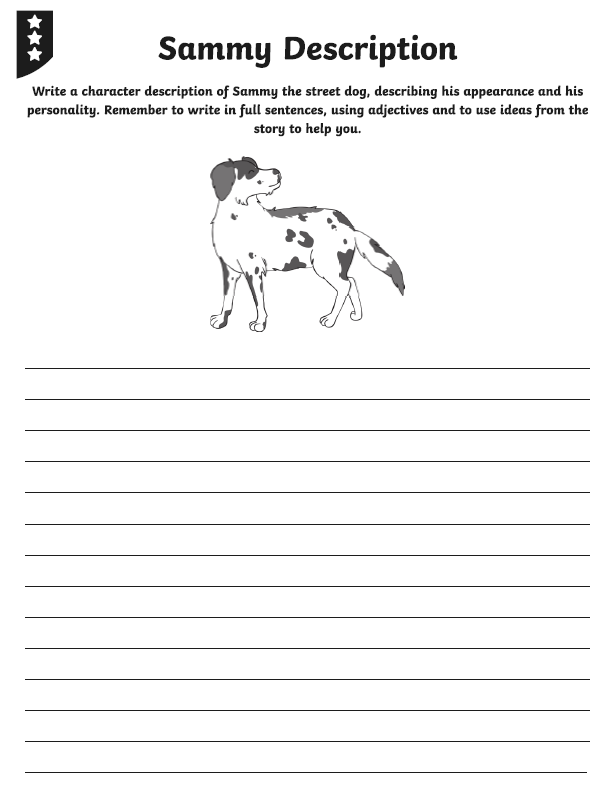 Sammy Description
Write a character description of Sammy the street dog, describing his appearance and his
personality. Remember to write in full sentences, using adjectives and to use ideas from the
story to help you.